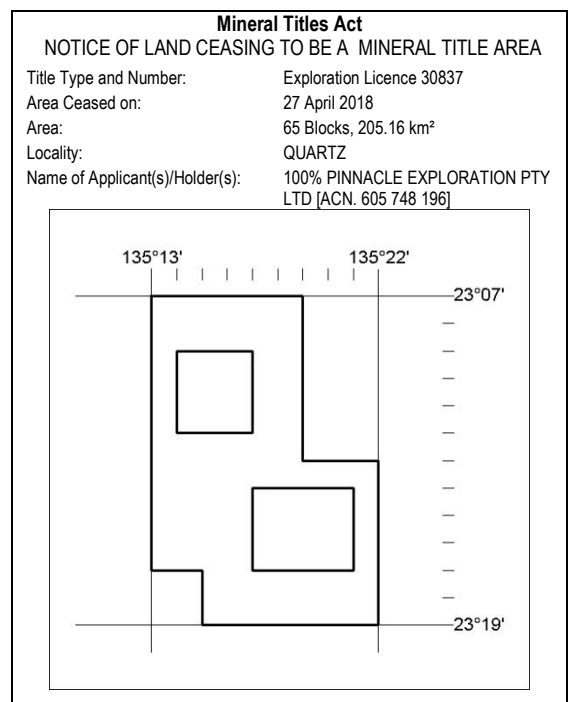 Mineral Titles Act
NOTICE OF LAND CEASING TO BE A MINERAL TITLE AREA
Title Type and Number: Exploration Licence 30837
Area Ceased on: 27 April 2018
Area: 65 Blocks, 205.16 km²
Locality: QUARTZ
Name of Applicant(s)/Holder(s): 100% PINNACLE EXPLORATION PTY
LTD [ACN. 605 748 196]
135°13' 135°22'
23°07'
23°19'